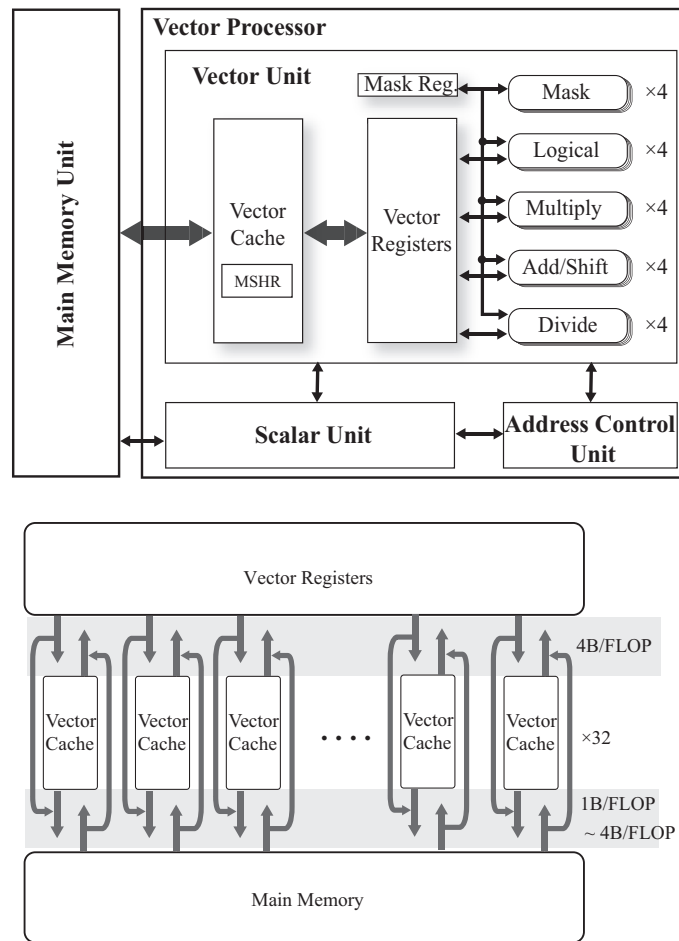 Vector Processor
Vector Unit
Main Memory Unit
Mask Reg.
Mask
×4
Logical
×4
Vector
Cache
MSHR
Vector
Registers
Multiply
×4
Add/Shift
×4
Divide
×4
Scalar Unit
Address Control
Unit
Vector Registers
4B/FLOP
Vector
Cache
Vector
Cache
Vector
Cache
....
Vector
Cache
Vector
Cache
×32
1B/FLOP
~ 4B/FLOP
Main Memory